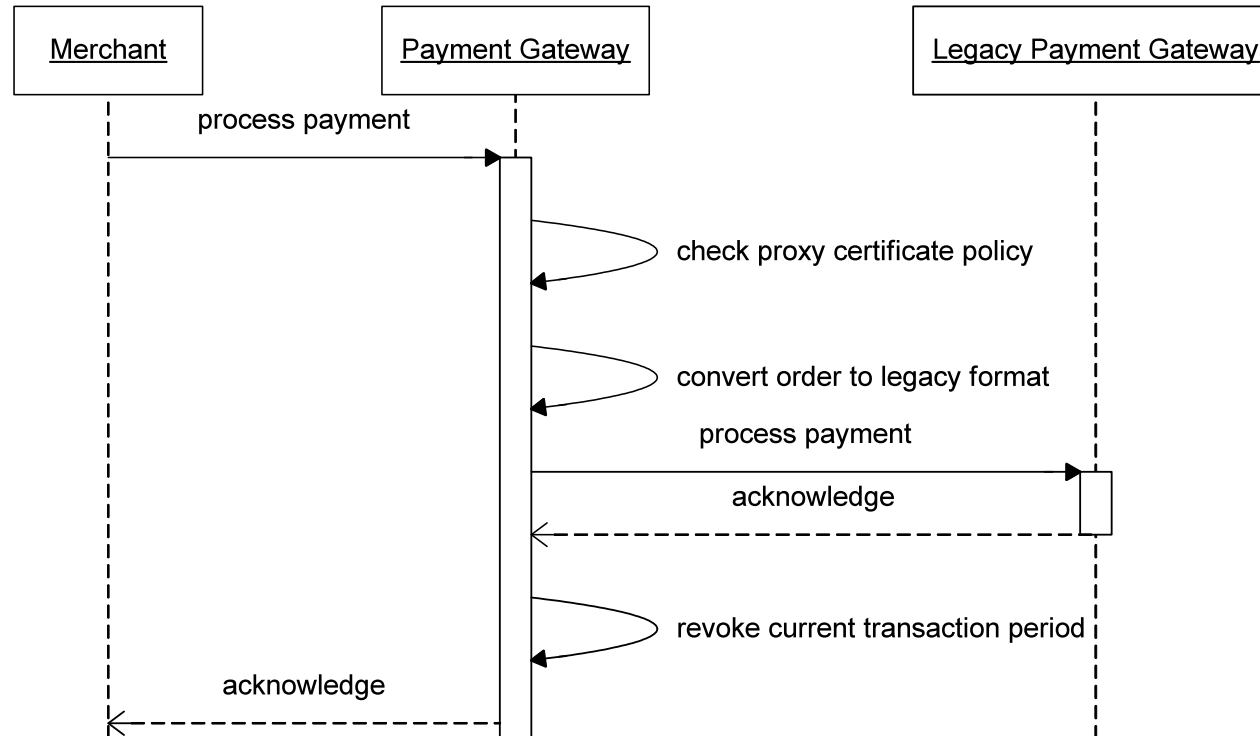 Merchant
Payment Gateway
Legacy Payment Gateway
process payment
check proxy certificate policy
convert order to legacy format
process payment
acknowledge
revoke current transaction period
acknowledge